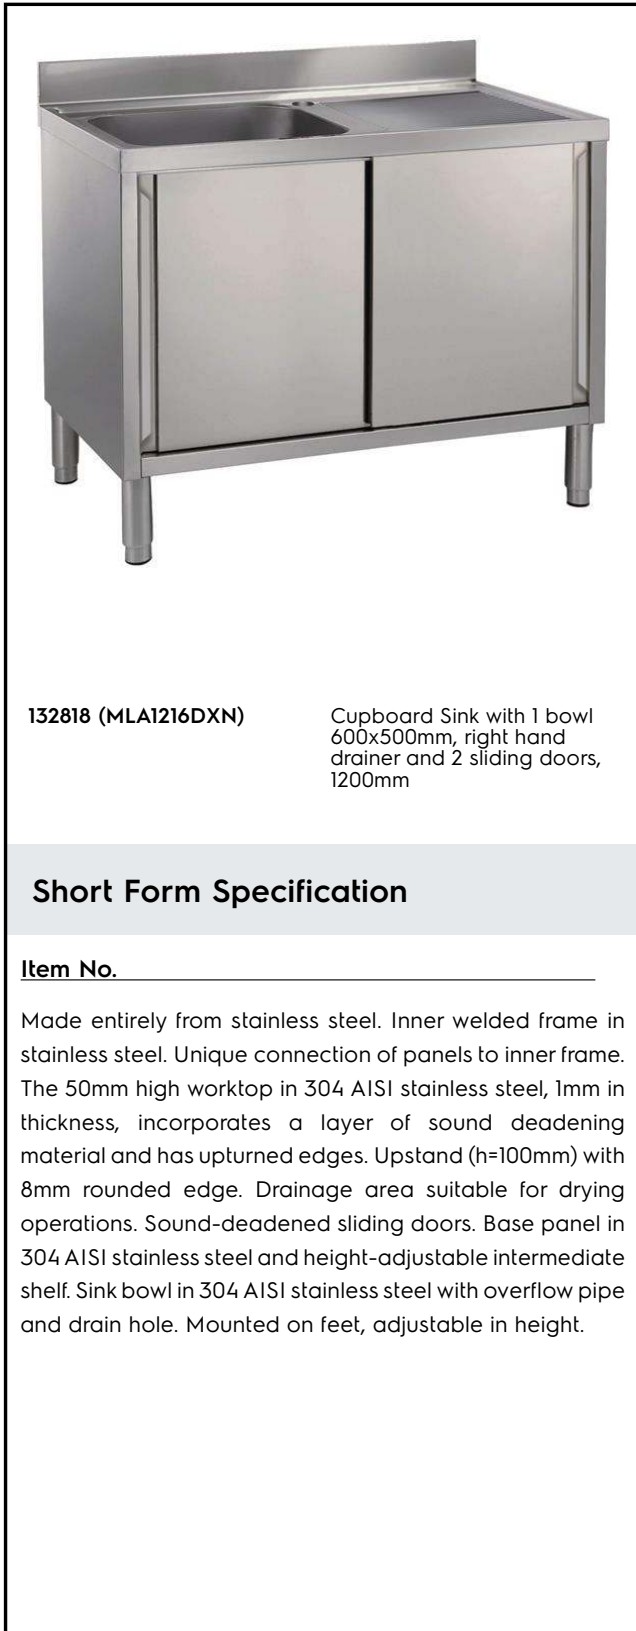 132818 (MLA1216DXN)
Cupboard Sink with 1 bowl
600x500mm, right hand
drainer and 2 sliding doors,
1200mm
Short Form Specification
Item No.
Made entirely from stainless steel. Inner welded frame in
stainless steel. Unique connection of panels to inner frame.
The 50mm high worktop in 304 AISI stainless steel, 1mm in
thickness, incorporates a layer of sound deadening
material and has upturned edges. Upstand (h=100mm) with
8mm rounded edge. Drainage area suitable for drying
operations. Sound-deadened sliding doors. Base panel in
304 AISI stainless steel and height-adjustable intermediate
shelf. Sink bowl in 304 AISI stainless steel with overflow pipe
and drain hole. Mounted on feet, adjustable in height.